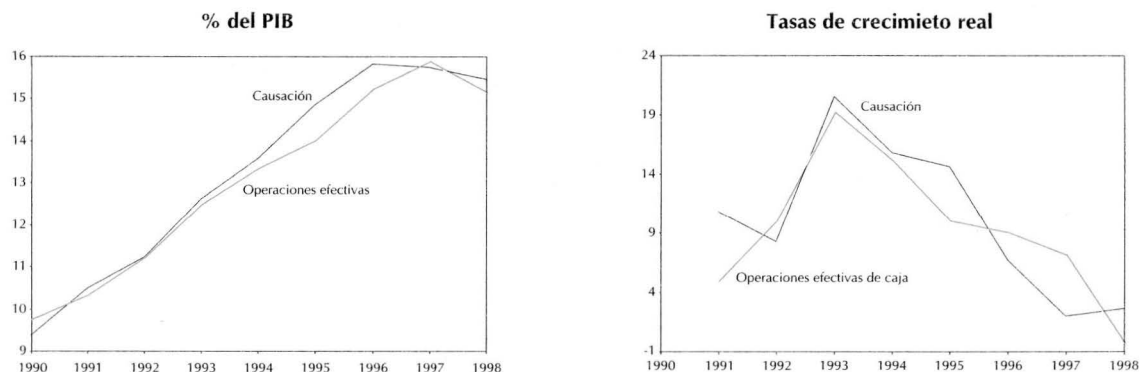 % del PIB
16
15
14
13
12
11
10
9
Causación
Operaciones efectivas
1990 1991 1992 1993 1994 1995 1996 1997 1998
Tasas de crecimieto real
24
19
14
9
4
-1
Causación
Operaciones efectivas de caja
1990 1991 1992 1993 1994 1995 1996 1997 1998